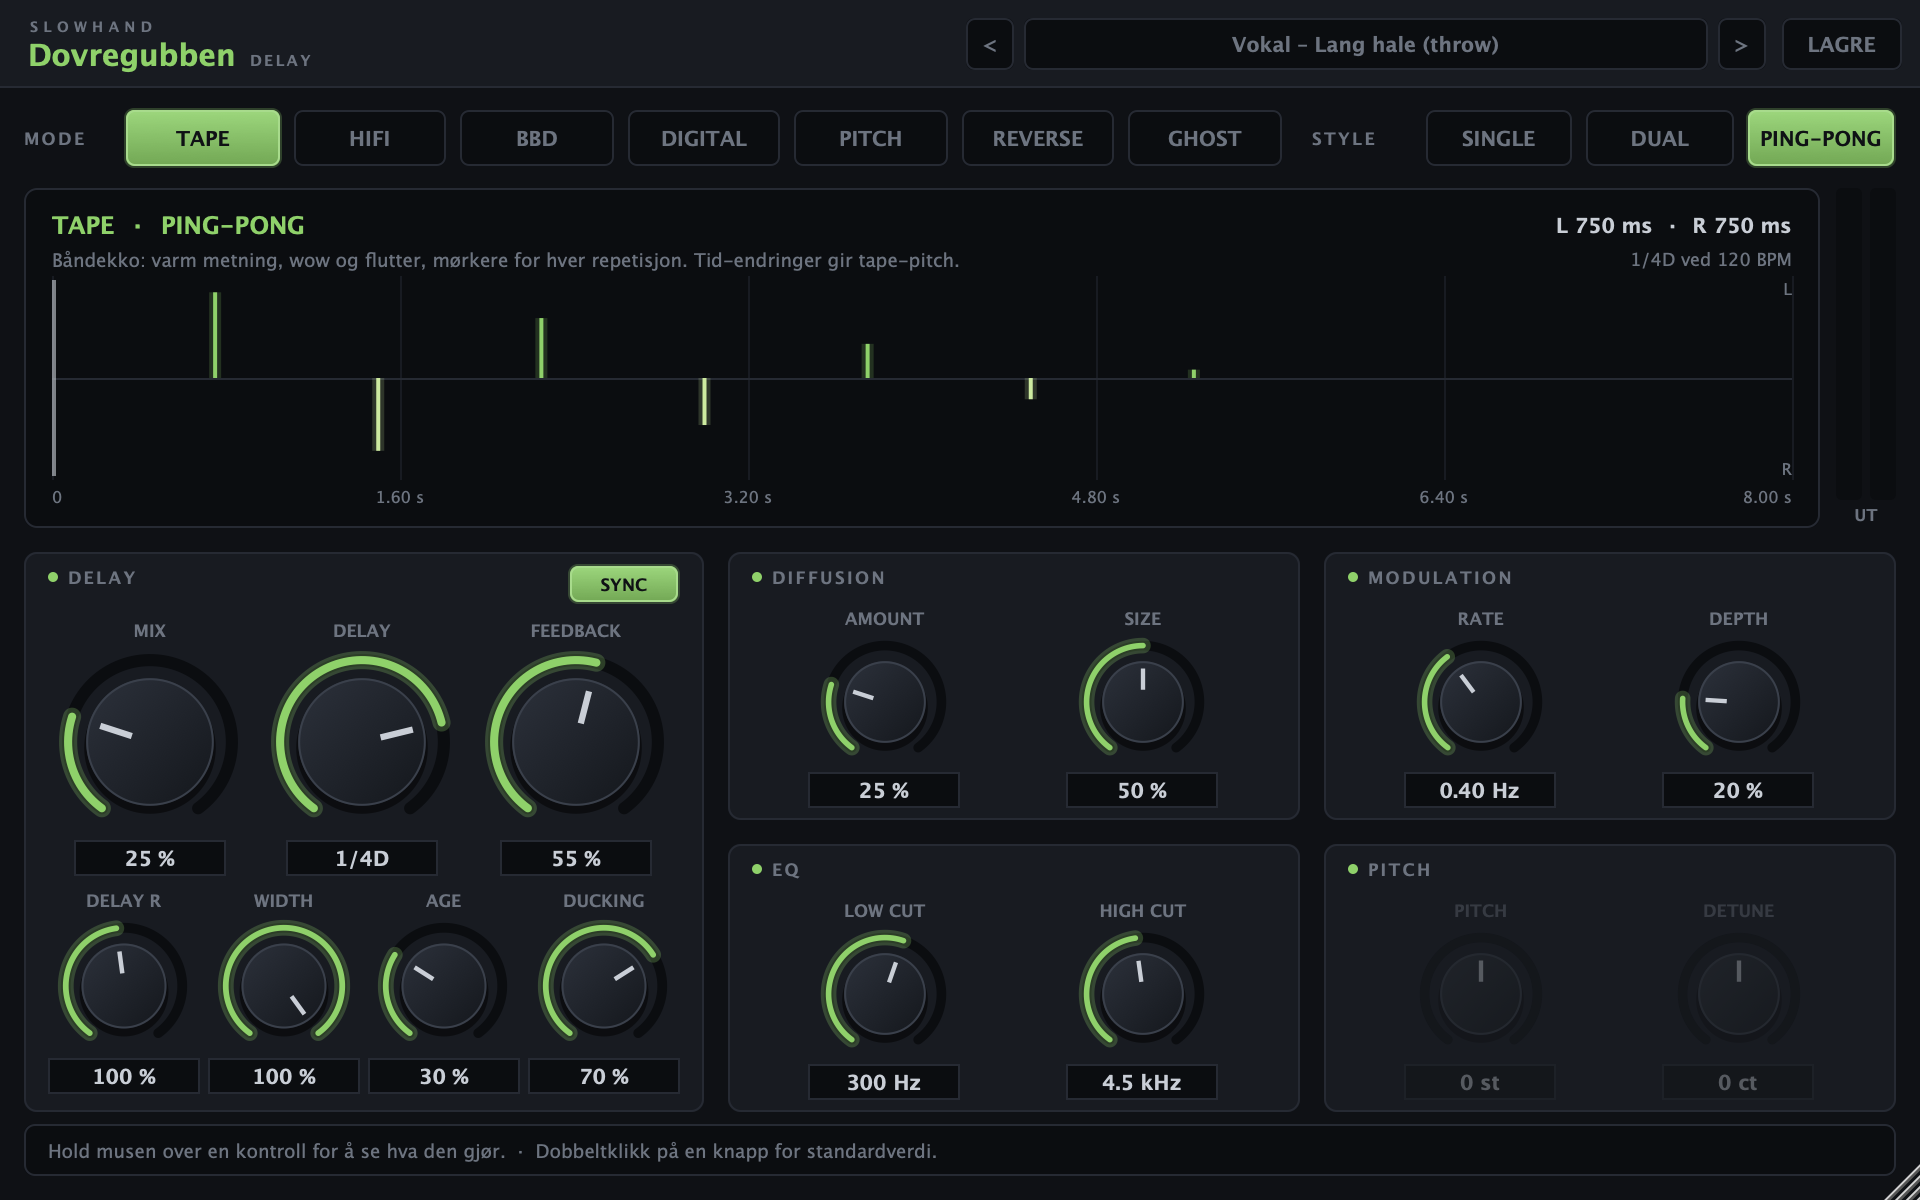 SLOWHAND
Dovregubben DELAY
< Vokal – Lang hale (throw) > LAGRE
MODE TAPE HIFI BBD DIGITAL PITCH REVERSE GHOST STYLE SINGLE DUAL PING-PONG
TAPE · PING-PONG L 750 ms · R 750 ms
Båndekko: varm metning, wow og flutter, mørkere for hver repetisjon. Tid-endringer gir tape-pitch. 1/4D ved 120 BPM
L
R
0 1.60 s 3.20 s 4.80 s 6.40 s 8.00 s
UT
DELAY SYNC
MIX DELAY FEEDBACK
25 % 1/4D 55 %
DELAY R WIDTH AGE DUCKING
100 % 100 % 30 % 70 %
DIFFUSION
AMOUNT SIZE
25 % 50 %
MODULATION
RATE DEPTH
0.40 Hz 20 %
EQ
LOW CUT HIGH CUT
300 Hz 4.5 kHz
PITCH
PITCH DETUNE
0 st 0 ct
Hold musen over en kontroll for å se hva den gjør. · Dobbeltklikk på en knapp for standardverdi.